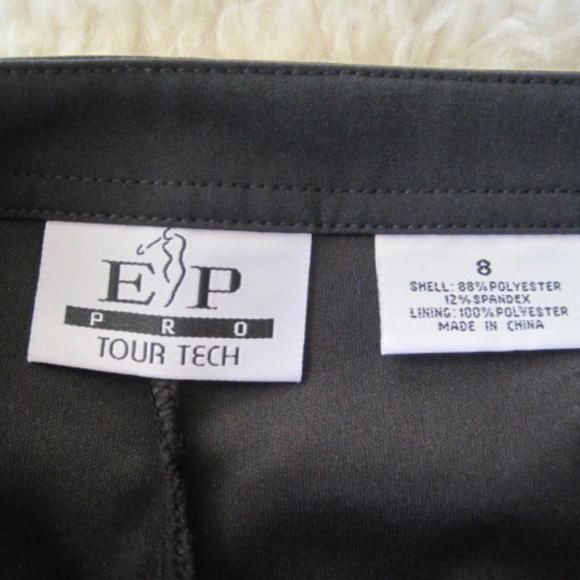 EP
PRO
TOUR TECH
8
SHELL: 88% POLYESTER
12% SPANDEX
LINING: 100% POLYESTER
MADE IN CHINA